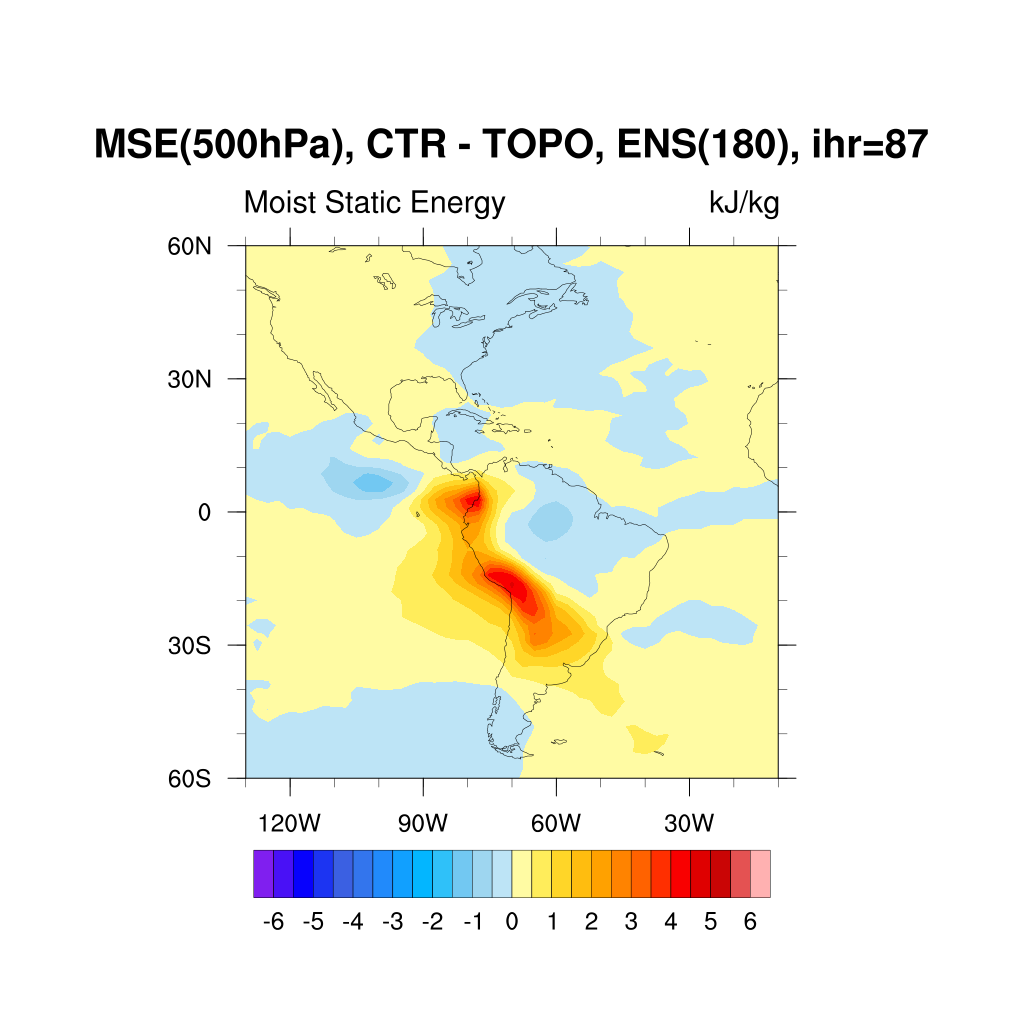 MSE(500hPa), CTR - TOPO, ENS(180), ihr=87
Moist Static Energy kJ/kg
60N
30N
0
30S
60S
120W 90W 60W 30W
-6 -5 -4 -3 -2 -1 0 1 2 3 4 5 6